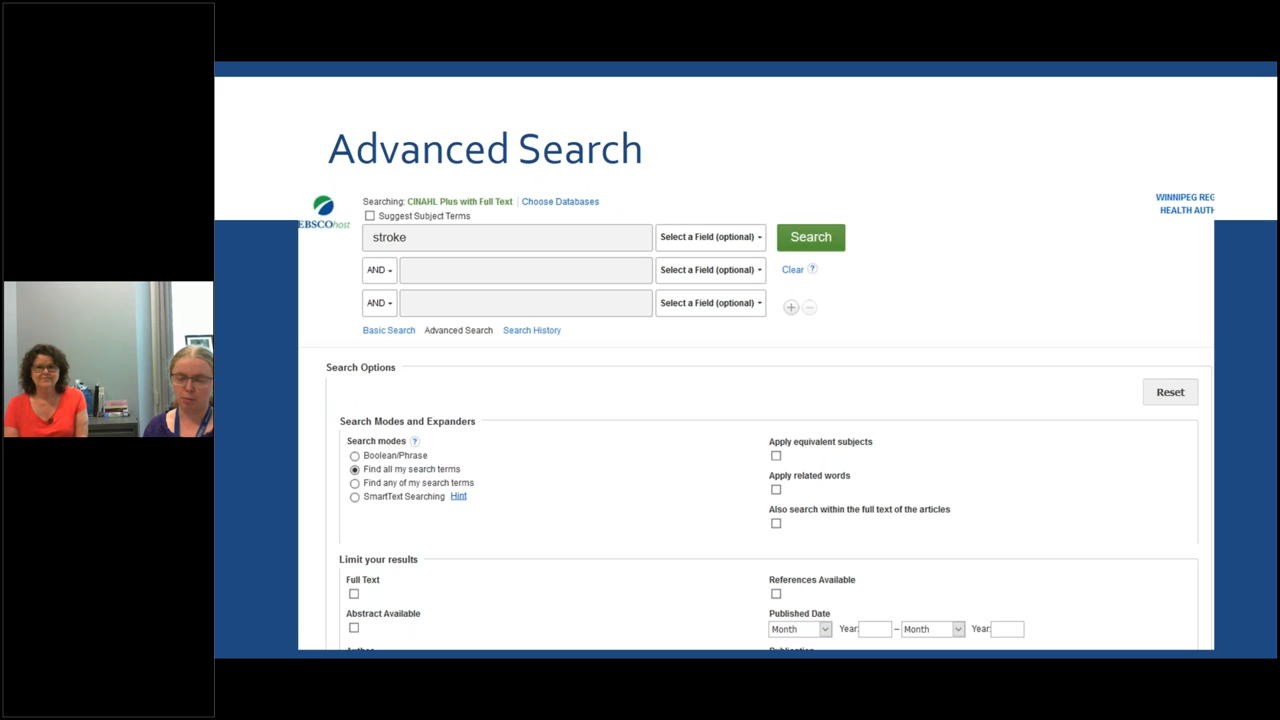 Advanced Search
EBSCOhost
Searching: CINAHL Plus with Full Text | Choose Databases
Suggest Subject Terms
WINNIPEG REG
HEALTH AUTH
stroke Select a Field (optional) Search
AND Select a Field (optional) Clear ?
AND Select a Field (optional)
Basic Search Advanced Search Search History
Search Options
Reset
Search Modes and Expanders
Search modes ?
Boolean/Phrase
Find all my search terms
Find any of my search terms
SmartText Searching Hint
Apply equivalent subjects
Apply related words
Also search within the full text of the articles
Limit your results
Full Text
Abstract Available
References Available
Published Date
Month Year: – Month Year: